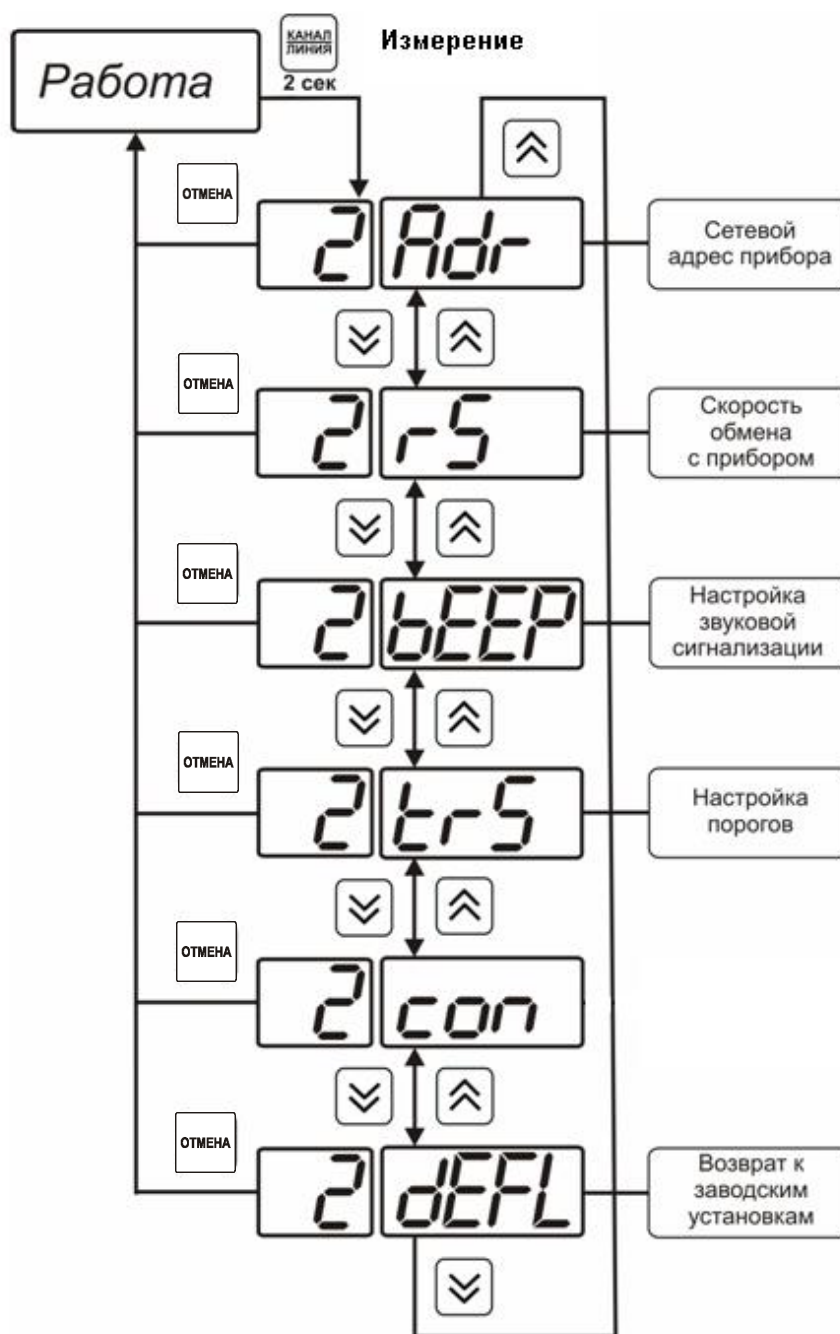 КАНАЛ
ЛИНИЯ
2 сек
Измерение
Работа
ОТМЕНА
2 Adr
Сетевой
адрес прибора
ОТМЕНА
2 rS
Скорость
обмена
с прибором
ОТМЕНА
2 bEEP
Настройка
звуковой
сигнализации
ОТМЕНА
2 trS
Настройка
порогов
ОТМЕНА
2 con
ОТМЕНА
2 dEFL
Возврат к
заводским
установкам